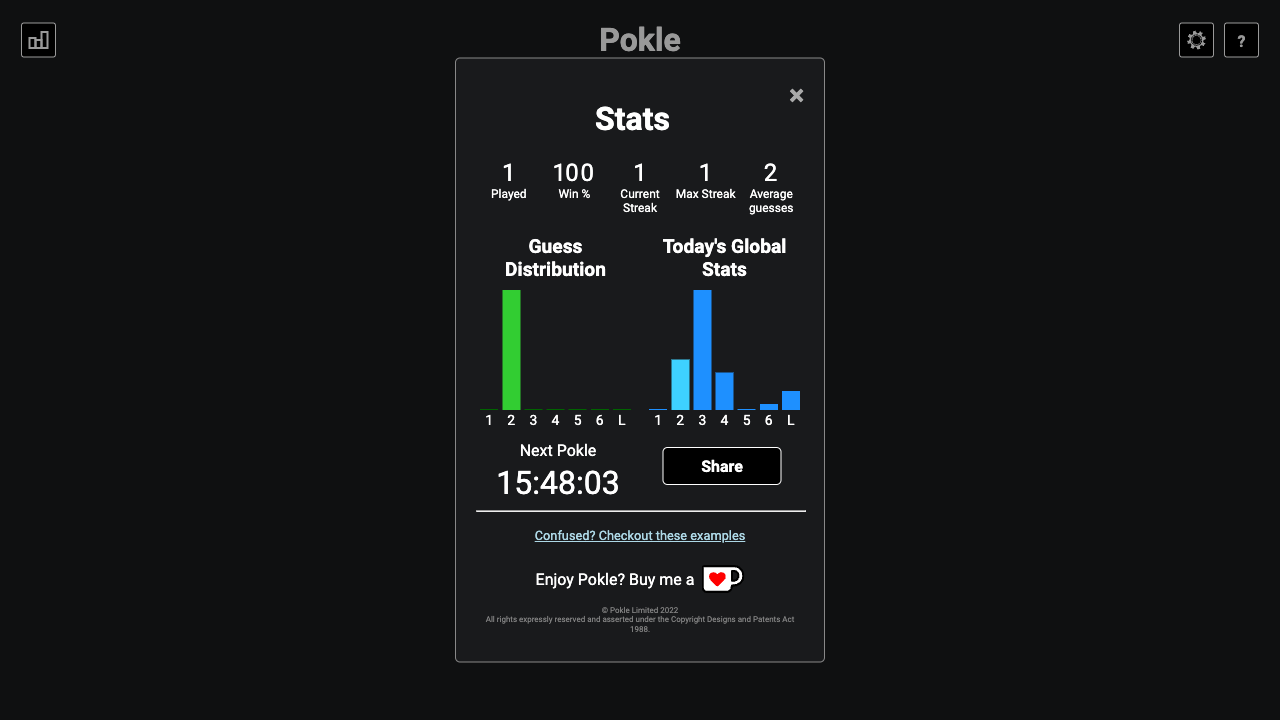 Pokle
?
Stats
1 100 1 1 2
Played Win % Current Max Streak Average
Streak guesses
Guess Today's Global
Distribution Stats
1 2 3 4 5 6 L 1 2 3 4 5 6 L
Next Pokle
15:48:03
Share
Confused? Checkout these examples
Enjoy Pokle? Buy me a
© Pokle Limited 2022
All rights expressly reserved and asserted under the Copyright Designs and Patents Act
1988.